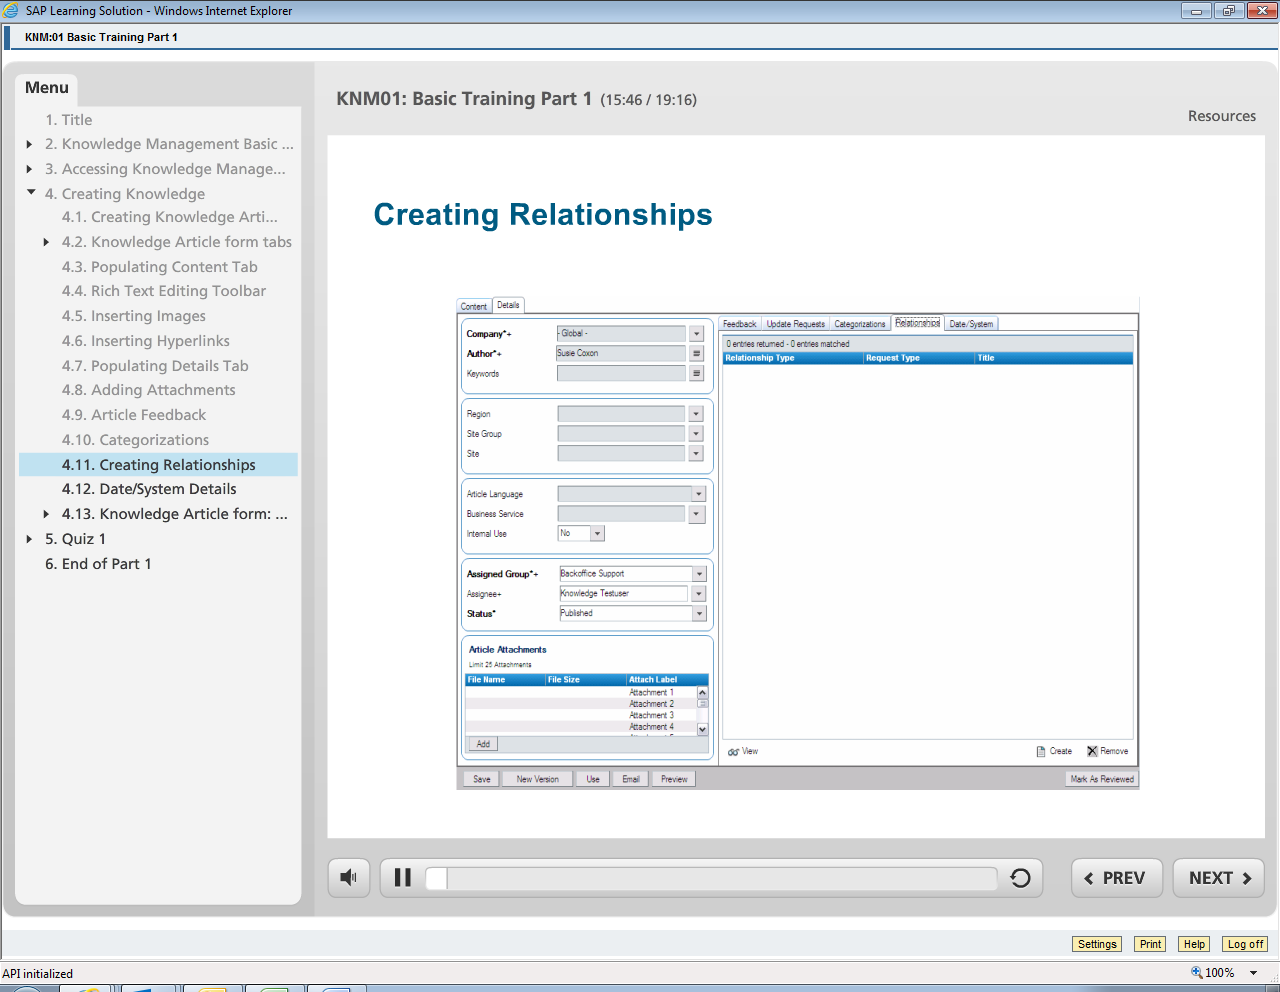 SAP Learning Solution - Windows Internet Explorer
KNM:01 Basic Training Part 1
Menu
1. Title
2. Knowledge Management Basic ...
3. Accessing Knowledge Manage...
4. Creating Knowledge
4.1. Creating Knowledge Arti...
4.2. Knowledge Article form tabs
4.3. Populating Content Tab
4.4. Rich Text Editing Toolbar
4.5. Inserting Images
4.6. Inserting Hyperlinks
4.7. Populating Details Tab
4.8. Adding Attachments
4.9. Article Feedback
4.10. Categorizations
4.11. Creating Relationships
4.12. Date/System Details
4.13. Knowledge Article form: ...
5. Quiz 1
6. End of Part 1
KNM01: Basic Training Part 1 (15:46 / 19:16)
Resources
Creating Relationships
Content Details
Company*+ - Global -
Author*+ Susie Coxon
Keywords
Region
Site Group
Site
Article Language
Business Service
Internal Use No
Assigned Group*+ Backoffice Support
Assignee+ Knowledge Testuser
Status* Published
Article Attachments
Limit 25 Attachments
File Name File Size Attach Label
Attachment 1
Attachment 2
Attachment 3
Attachment 4
Add
Feedback Update Requests Categorizations Relationships Date/System
0 entries returned - 0 entries matched
Relationship Type Request Type Title
View Create Remove
Save New Version Use Email Preview Mark As Reviewed
PREV NEXT
Settings Print Help Log off
API initialized
100%